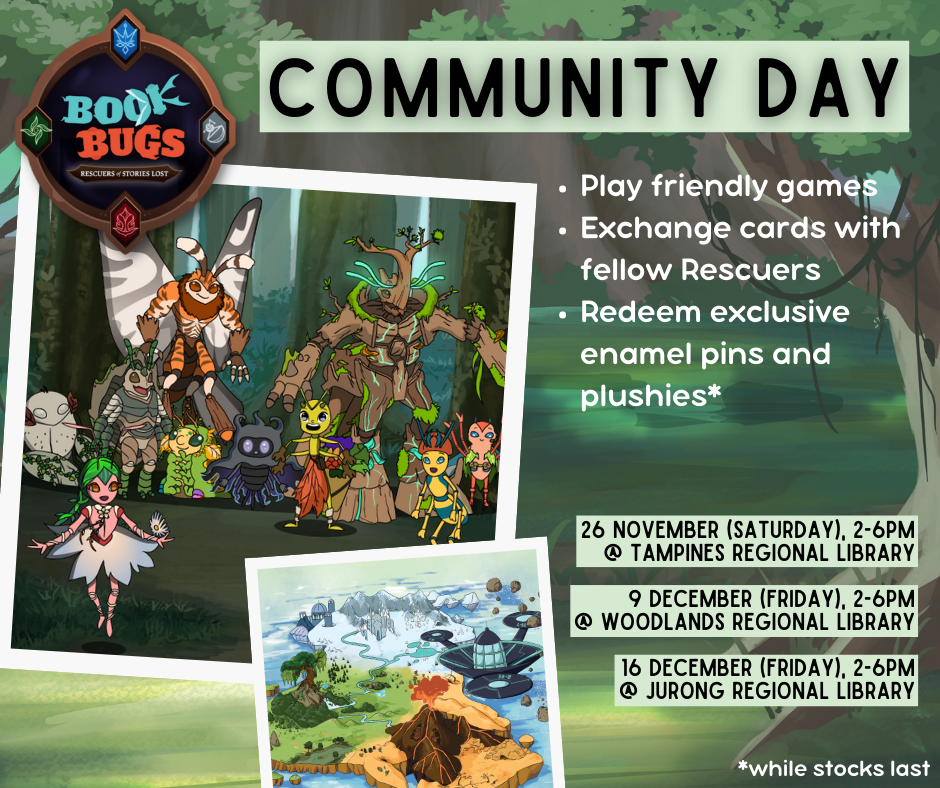 BOOK
BUGS
RESCUERS of STORIES LOST
COMMUNITY DAY
• Play friendly games
• Exchange cards with
fellow Rescuers
• Redeem exclusive
enamel pins and
plushies*
26 NOVEMBER (SATURDAY), 2-6PM
@ TAMPINES REGIONAL LIBRARY
9 DECEMBER (FRIDAY), 2-6PM
@ WOODLANDS REGIONAL LIBRARY
16 DECEMBER (FRIDAY), 2-6PM
@ JURONG REGIONAL LIBRARY
*while stocks last